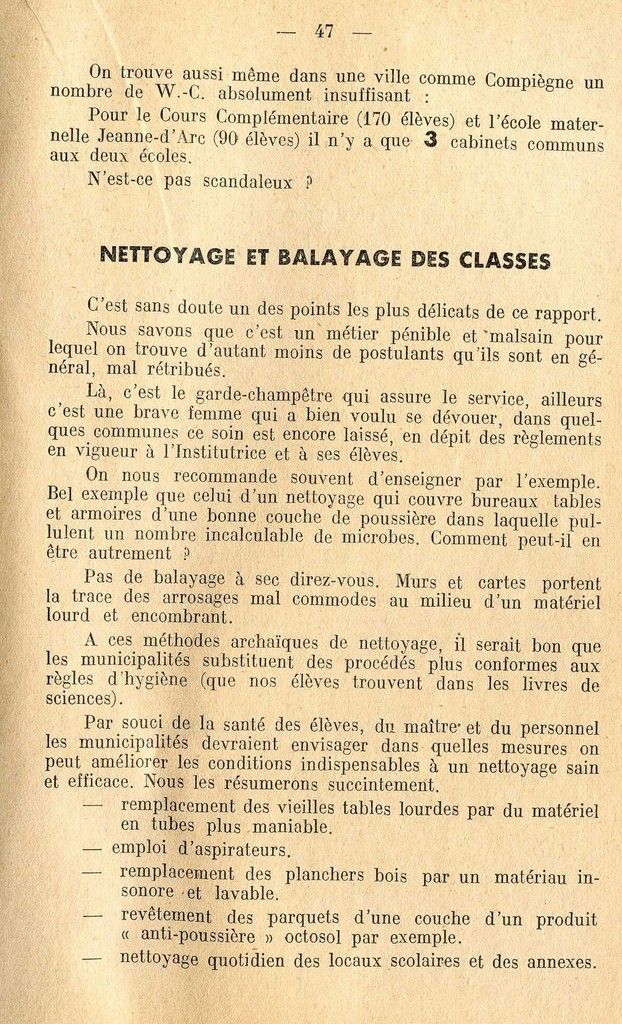 — 47 —
On trouve aussi même dans une ville comme Compiègne un
nombre de W.-C. absolument insuffisant :
Pour le Cours Complémentaire (170 élèves) et l'école mater-
nelle Jeanne-d'Arc (90 élèves) il n'y a que 3 cabinets communs
aux deux écoles.
N'est-ce pas scandaleux ?
NETTOYAGE ET BALAYAGE DES CLASSES
C'est sans doute un des points les plus délicats de ce rapport.
Nous savons que c'est un métier pénible et malsain pour
lequel on trouve d'autant moins de postulants qu'ils sont en gé-
néral, mal rétribués.
Là, c'est le garde-champêtre qui assure le service, ailleurs
c'est une brave femme qui a bien voulu se dévouer, dans quel-
ques communes ce soin est encore laissé, en dépit des règlements
en vigueur à l'Institutrice et à ses élèves.
On nous recommande souvent d'enseigner par l'exemple.
Bel exemple que celui d'un nettoyage qui couvre bureaux tables
et armoires d'une bonne couche de poussière dans laquelle pul-
lulent un nombre incalculable de microbes. Comment peut-il en
être autrement ?
Pas de balayage à sec direz-vous. Murs et cartes portent
la trace des arrosages mal commodes au milieu d'un matériel
lourd et encombrant.
A ces méthodes archaïques de nettoyage, il serait bon que
les municipalités substituent des procédés plus conformes aux
règles d'hygiène (que nos élèves trouvent dans les livres de
sciences).
Par souci de la santé des élèves, du maître et du personnel
les municipalités devraient envisager dans quelles mesures on
peut améliorer les conditions indispensables à un nettoyage sain
et efficace. Nous les résumerons succintement.
— remplacement des vieilles tables lourdes par du matériel
en tubes plus maniable.
— emploi d'aspirateurs.
— remplacement des planchers bois par un matériau in-
sonore et lavable.
— revêtement des parquets d'une couche d'un produit
« anti-poussière » octosol par exemple.
— nettoyage quotidien des locaux scolaires et des annexes.